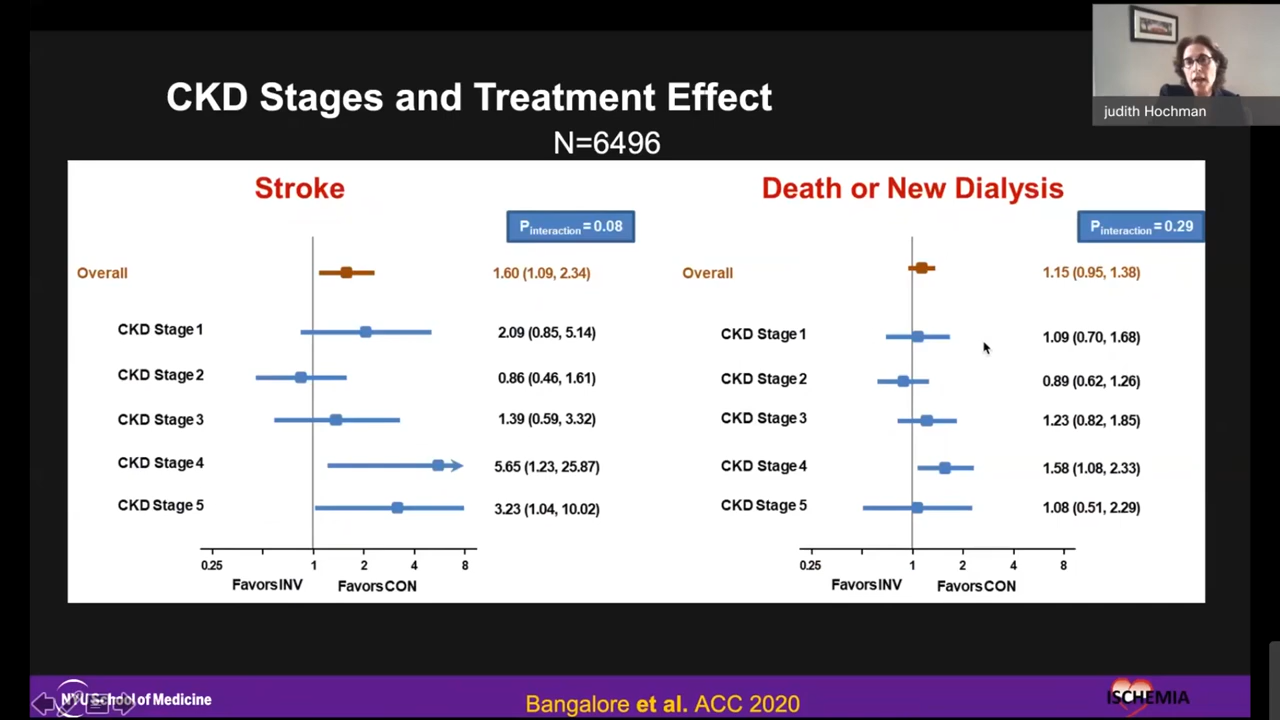 judith Hochman
CKD Stages and Treatment Effect
N=6496
Stroke
P interaction = 0.08
Overall 1.60 (1.09, 2.34)
CKD Stage 1 2.09 (0.85, 5.14)
CKD Stage 2 0.86 (0.46, 1.61)
CKD Stage 3 1.39 (0.59, 3.32)
CKD Stage 4 5.65 (1.23, 25.87)
CKD Stage 5 3.23 (1.04, 10.02)
0.25 1 2 4 8
Favors INV Favors CON
Death or New Dialysis
P interaction = 0.29
Overall 1.15 (0.95, 1.38)
CKD Stage 1 1.09 (0.70, 1.68)
CKD Stage 2 0.89 (0.62, 1.26)
CKD Stage 3 1.23 (0.82, 1.85)
CKD Stage 4 1.58 (1.08, 2.33)
CKD Stage 5 1.08 (0.51, 2.29)
0.25 1 2 4 8
Favors INV Favors CON
NYU School of Medicine
Bangalore et al. ACC 2020
ISCHEMIA